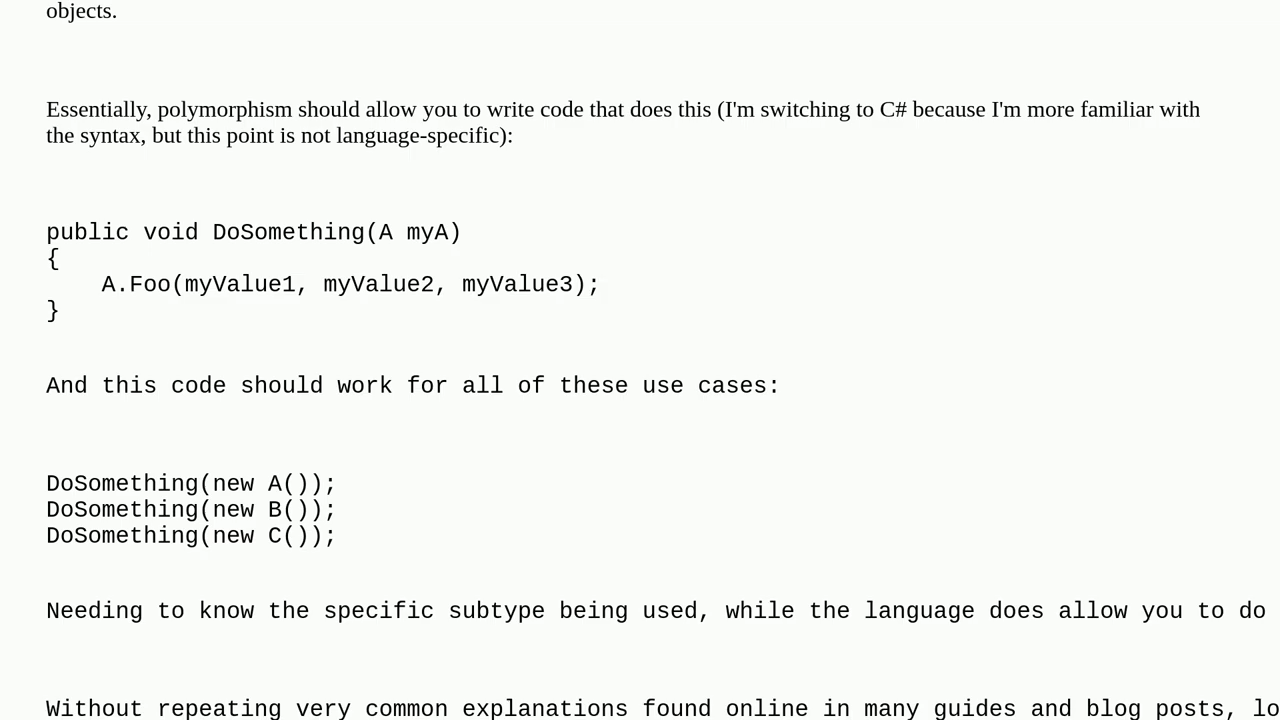 objects.
Essentially, polymorphism should allow you to write code that does this (I'm switching to C# because I'm more familiar with
the syntax, but this point is not language-specific):
public void DoSomething(A myA)
{
    A.Foo(myValue1, myValue2, myValue3);
}
And this code should work for all of these use cases:
DoSomething(new A());
DoSomething(new B());
DoSomething(new C());
Needing to know the specific subtype being used, while the language does allow you to do
Without repeating very common explanations found online in many guides and blog posts,